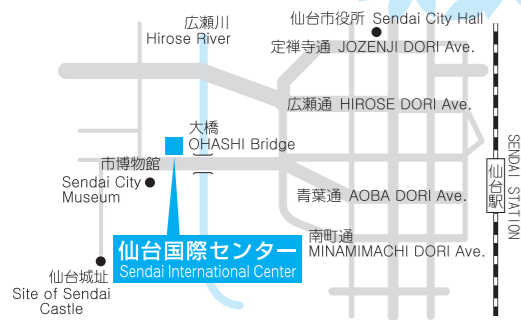 広瀬川
Hirose River
仙台市役所 Sendai City Hall
定禅寺通 JOZENJI DORI Ave.
広瀬通 HIROSE DORI Ave.
大橋
OHASHI Bridge
市博物館
Sendai City
Museum
青葉通 AOBA DORI Ave.
仙台駅
SENDAI STATION
南町通
MINAMIMACHI DORI Ave.
仙台国際センター
Sendai International Center
仙台城址
Site of Sendai
Castle